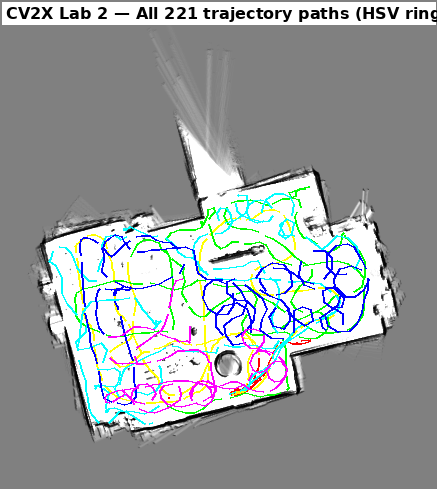 CV2X Lab 2 — All 221 trajectory paths (HSV ring